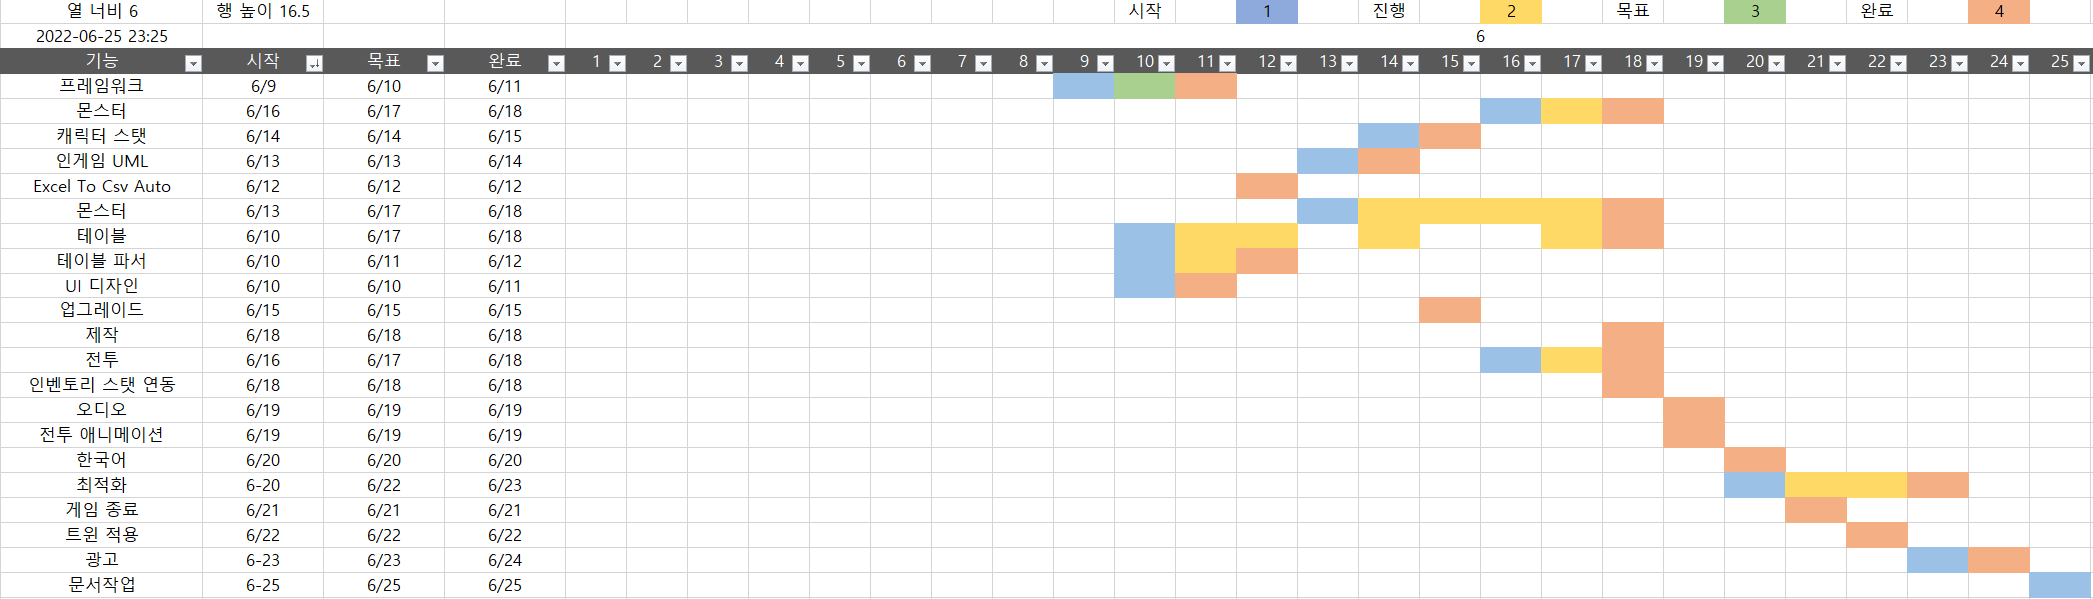 열 너비 6 행 높이 16.5 시작 1 진행 2 목표 3 완료 4
2022-06-25 23:25 6
기능 시작 목표 완료 1 2 3 4 5 6 7 8 9 10 11 12 13 14 15 16 17 18 19 20 21 22 23 24 25
프레임워크 6/9 6/10 6/11
몬스터 6/16 6/17 6/18
캐릭터 스탯 6/14 6/14 6/15
인게임 UML 6/13 6/13 6/14
Excel To Csv Auto 6/12 6/12 6/12
몬스터 6/13 6/17 6/18
테이블 6/10 6/17 6/18
테이블 파서 6/10 6/11 6/12
UI 디자인 6/10 6/10 6/11
업그레이드 6/15 6/15 6/15
제작 6/18 6/18 6/18
전투 6/16 6/17 6/18
인벤토리 스탯 연동 6/18 6/18 6/18
오디오 6/19 6/19 6/19
전투 애니메이션 6/19 6/19 6/19
한국어 6/20 6/20 6/20
최적화 6-20 6/22 6/23
게임 종료 6/21 6/21 6/21
트윈 적용 6/22 6/22 6/22
광고 6-23 6/23 6/24
문서작업 6-25 6/25 6/25